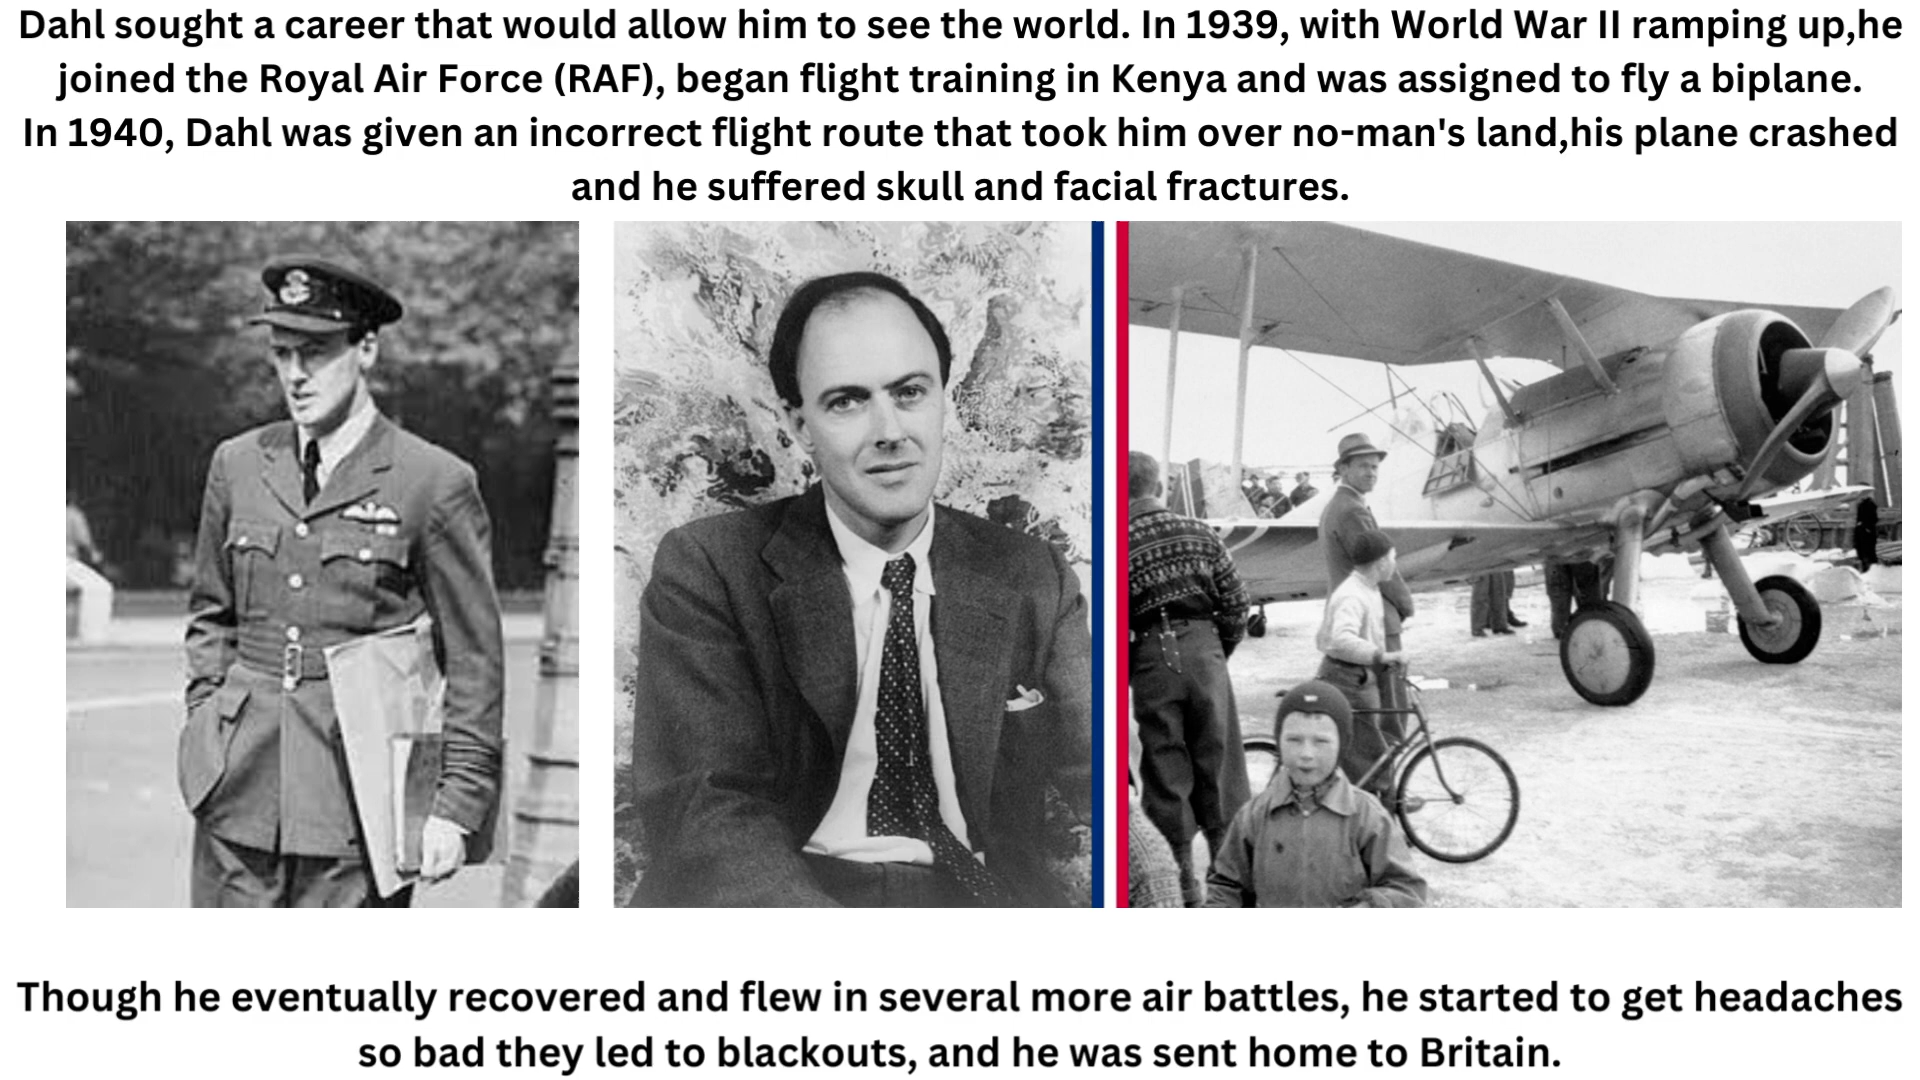 Dahl sought a career that would allow him to see the world. In 1939, with World War II ramping up,he
joined the Royal Air Force (RAF), began flight training in Kenya and was assigned to fly a biplane.
In 1940, Dahl was given an incorrect flight route that took him over no-man's land,his plane crashed
and he suffered skull and facial fractures.
Though he eventually recovered and flew in several more air battles, he started to get headaches
so bad they led to blackouts, and he was sent home to Britain.